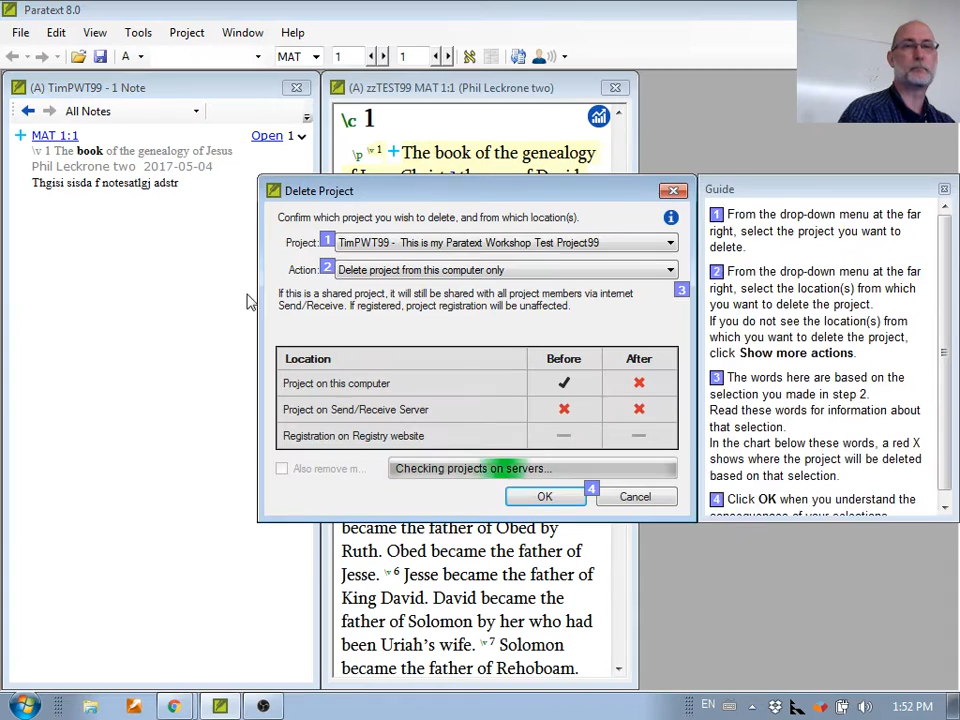 Paratext 8.0
File Edit View Tools Project Window Help
A MAT 1 1
(A) TimPWT99 - 1 Note
All Notes
MAT 1:1 Open 1
\v 1 The book of the genealogy of Jesus
Phil Leckrone two 2017-05-04
Thgisi sisda f notesatlgj adstr
(A) zzTEST99 MAT 1:1 (Phil Leckrone two)
\c 1
\p \v 1 The book of the genealogy
Delete Project
Confirm which project you wish to delete, and from which location(s).
Project: 1 TimPWT99 - This is my Paratext Workshop Test Project99
Action: 2 Delete project from this computer only
If this is a shared project, it will still be shared with all project members via internet 3
Send/Receive. If registered, project registration will be unaffected.
Location Before After
Project on this computer
Project on Send/Receive Server
Registration on Registry website
Also remove m... Checking projects on servers...
OK 4 Cancel
became the father of Obed by
Ruth. Obed became the father of
Jesse. \v 6 Jesse became the father of
King David. David became the
father of Solomon by her who had
been Uriah’s wife. \v 7 Solomon
became the father of Rehoboam.
Guide
1 From the drop-down menu at the far
right, select the project you want to
delete.
2 From the drop-down menu at the far
right, select the location(s) from which
you want to delete the project.
If you do not see the location(s) from
which you want to delete the project,
click Show more actions.
3 The words here are based on the
selection you made in step 2.
Read these words for information about
that selection.
In the chart below these words, a red X
shows where the project will be deleted
based on that selection.
4 Click OK when you understand the
EN 1:52 PM